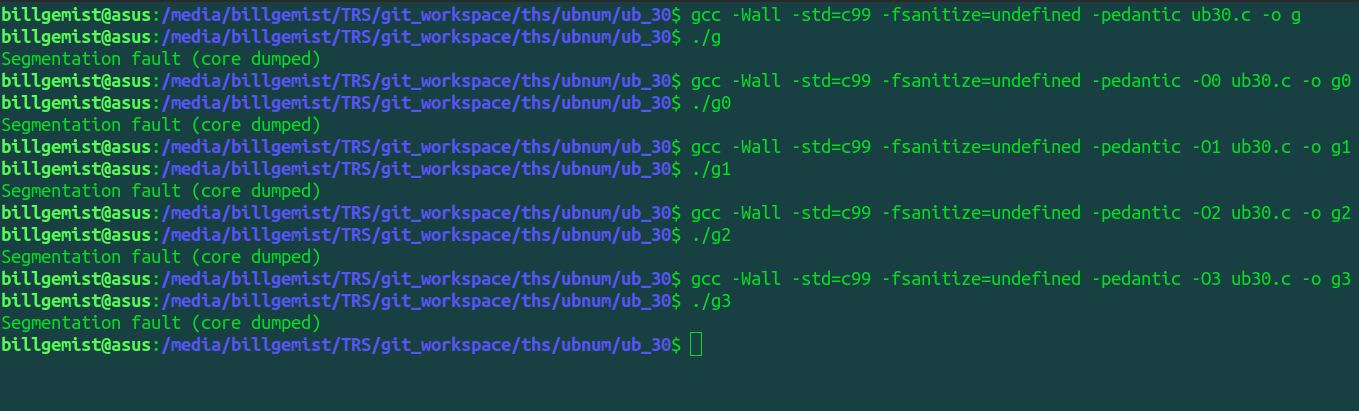 billgemist@asus:/media/billgemist/TRS/git_workspace/ths/ubnum/ub_30$ gcc -Wall -std=c99 -fsanitize=undefined -pedantic ub30.c -o g
billgemist@asus:/media/billgemist/TRS/git_workspace/ths/ubnum/ub_30$ ./g
Segmentation fault (core dumped)
billgemist@asus:/media/billgemist/TRS/git_workspace/ths/ubnum/ub_30$ gcc -Wall -std=c99 -fsanitize=undefined -pedantic -O0 ub30.c -o g0
billgemist@asus:/media/billgemist/TRS/git_workspace/ths/ubnum/ub_30$ ./g0
Segmentation fault (core dumped)
billgemist@asus:/media/billgemist/TRS/git_workspace/ths/ubnum/ub_30$ gcc -Wall -std=c99 -fsanitize=undefined -pedantic -O1 ub30.c -o g1
billgemist@asus:/media/billgemist/TRS/git_workspace/ths/ubnum/ub_30$ ./g1
Segmentation fault (core dumped)
billgemist@asus:/media/billgemist/TRS/git_workspace/ths/ubnum/ub_30$ gcc -Wall -std=c99 -fsanitize=undefined -pedantic -O2 ub30.c -o g2
billgemist@asus:/media/billgemist/TRS/git_workspace/ths/ubnum/ub_30$ ./g2
Segmentation fault (core dumped)
billgemist@asus:/media/billgemist/TRS/git_workspace/ths/ubnum/ub_30$ gcc -Wall -std=c99 -fsanitize=undefined -pedantic -O3 ub30.c -o g3
billgemist@asus:/media/billgemist/TRS/git_workspace/ths/ubnum/ub_30$ ./g3
Segmentation fault (core dumped)
billgemist@asus:/media/billgemist/TRS/git_workspace/ths/ubnum/ub_30$